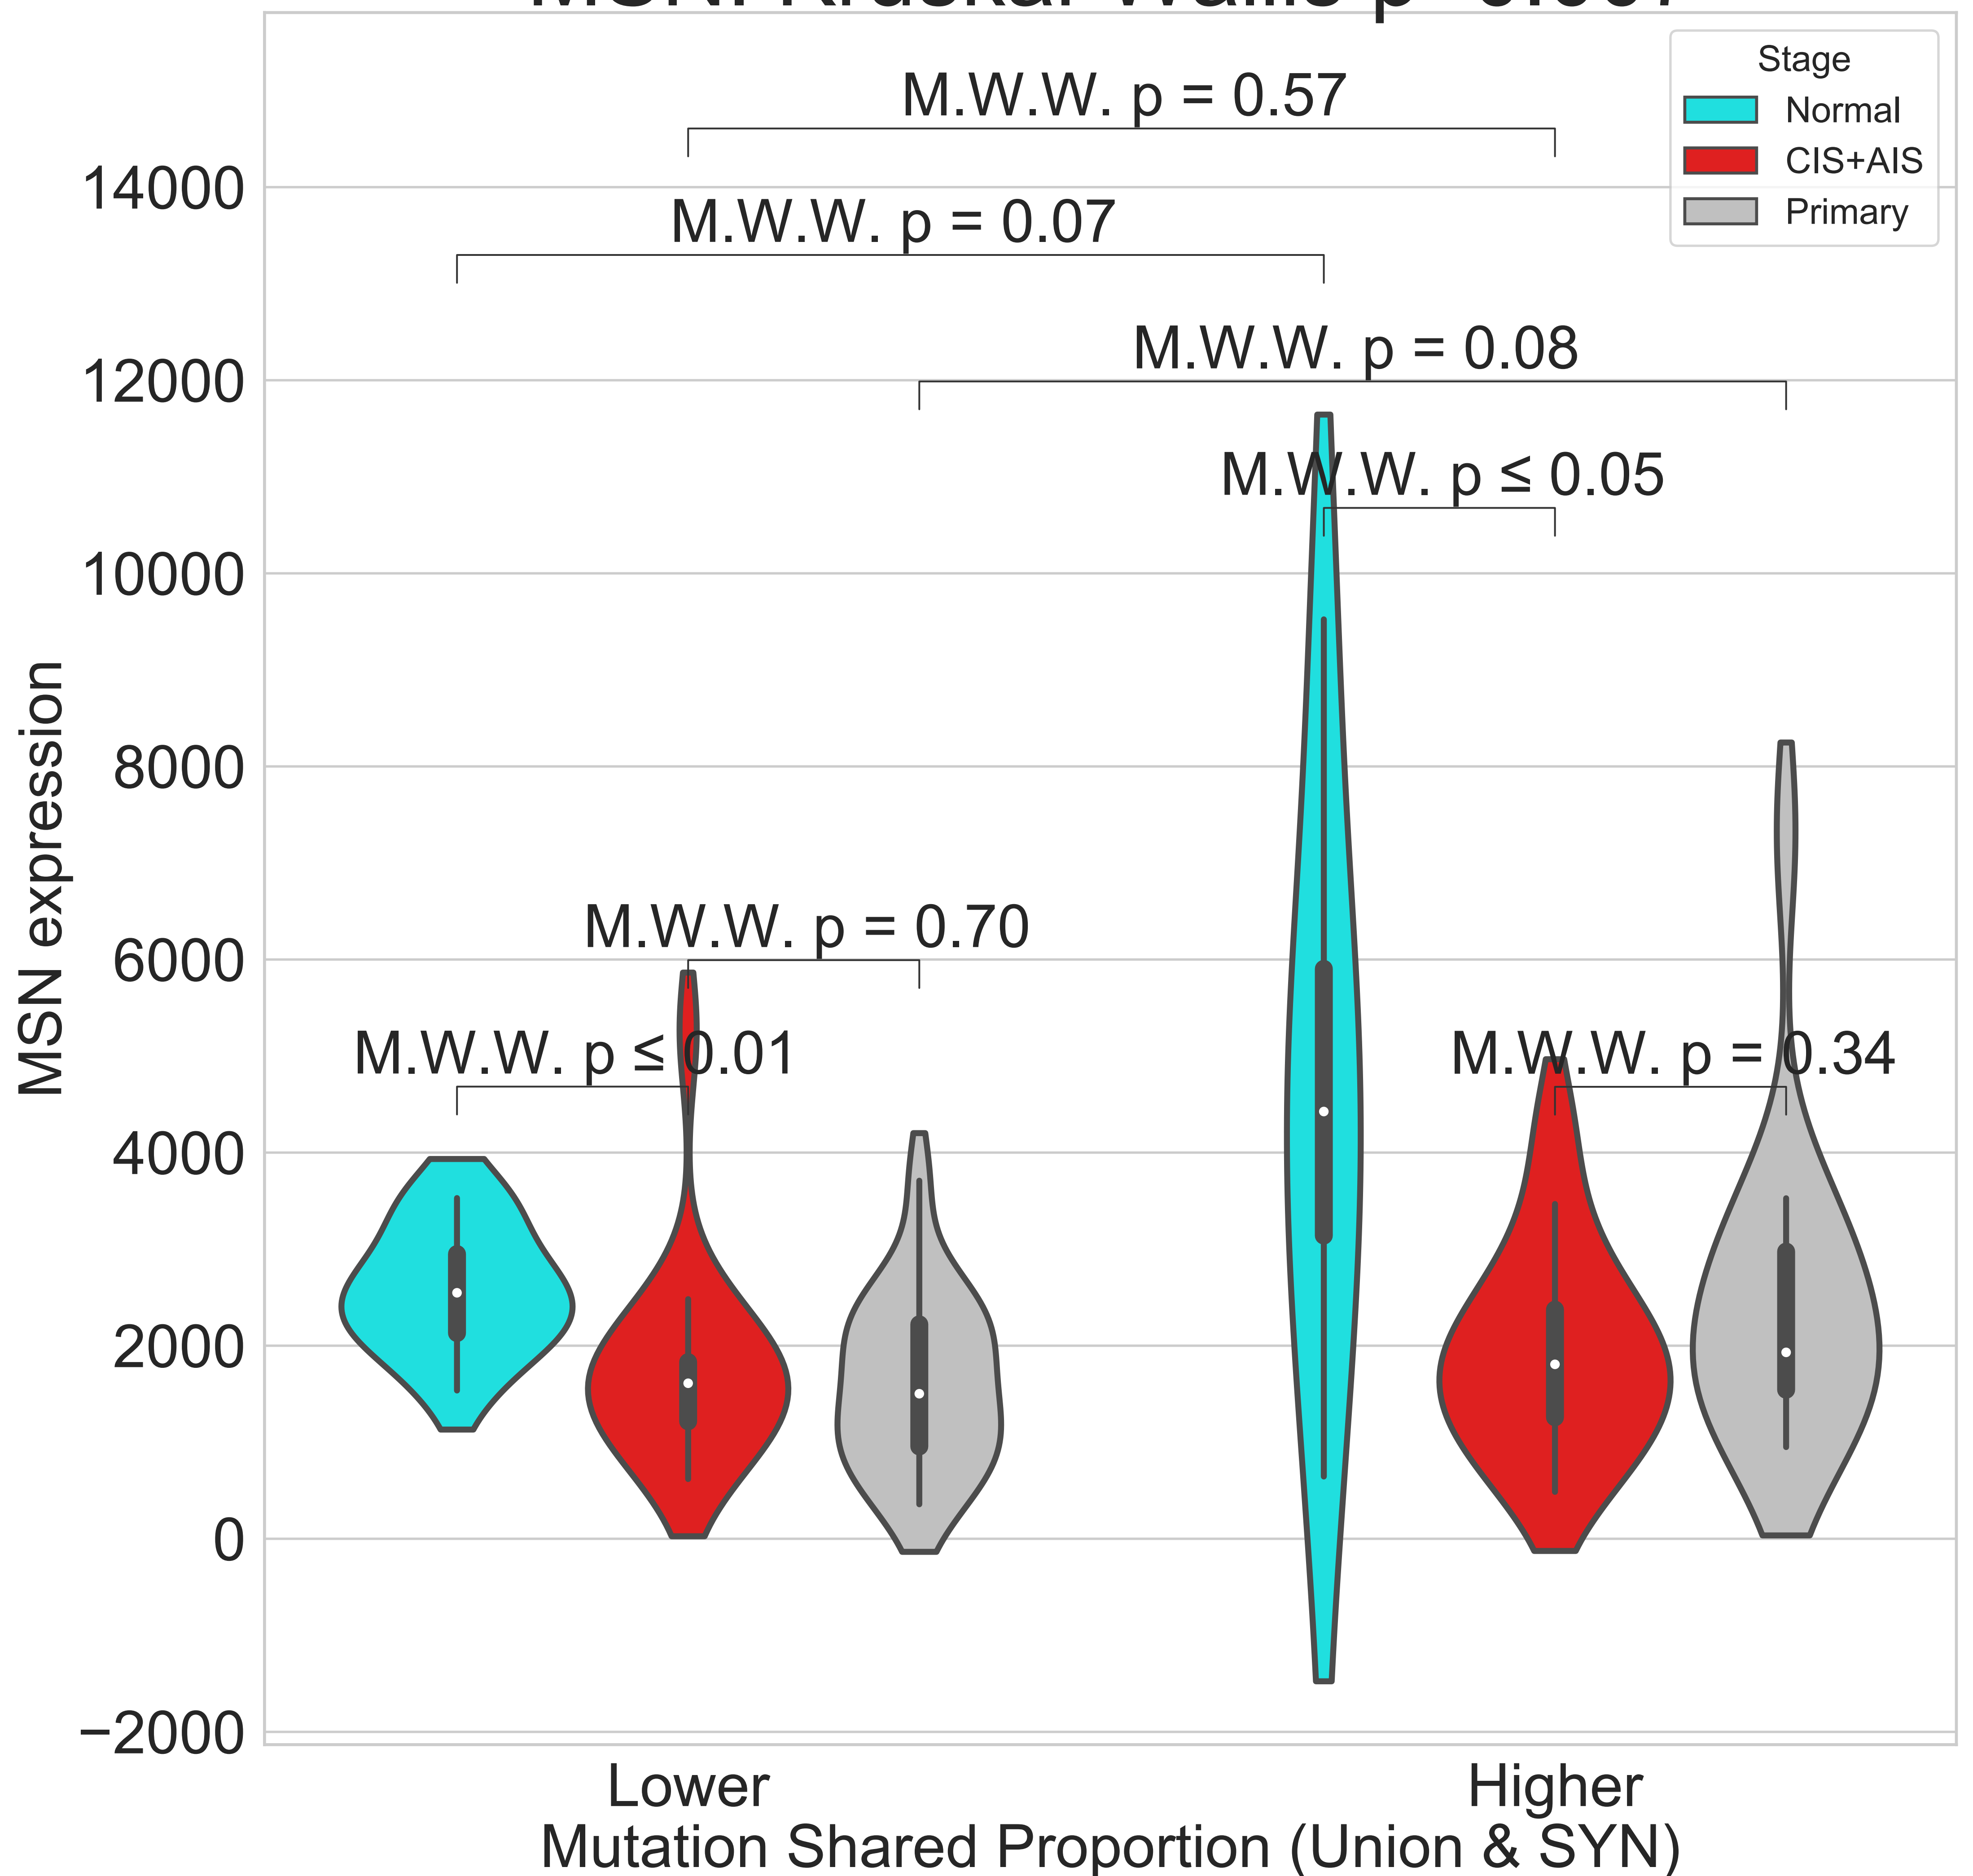 Stage
Normal
CIS+AIS
Primary
M.W.W. p = 0.57
M.W.W. p = 0.07
M.W.W. p = 0.08
M.W.W. p ≤ 0.05
M.W.W. p = 0.70
M.W.W. p ≤ 0.01
M.W.W. p = 0.34
14000
12000
10000
8000
6000
4000
2000
0
−2000
MSN expression
Lower
Higher
Mutation Shared Proportion (Union & SYN)